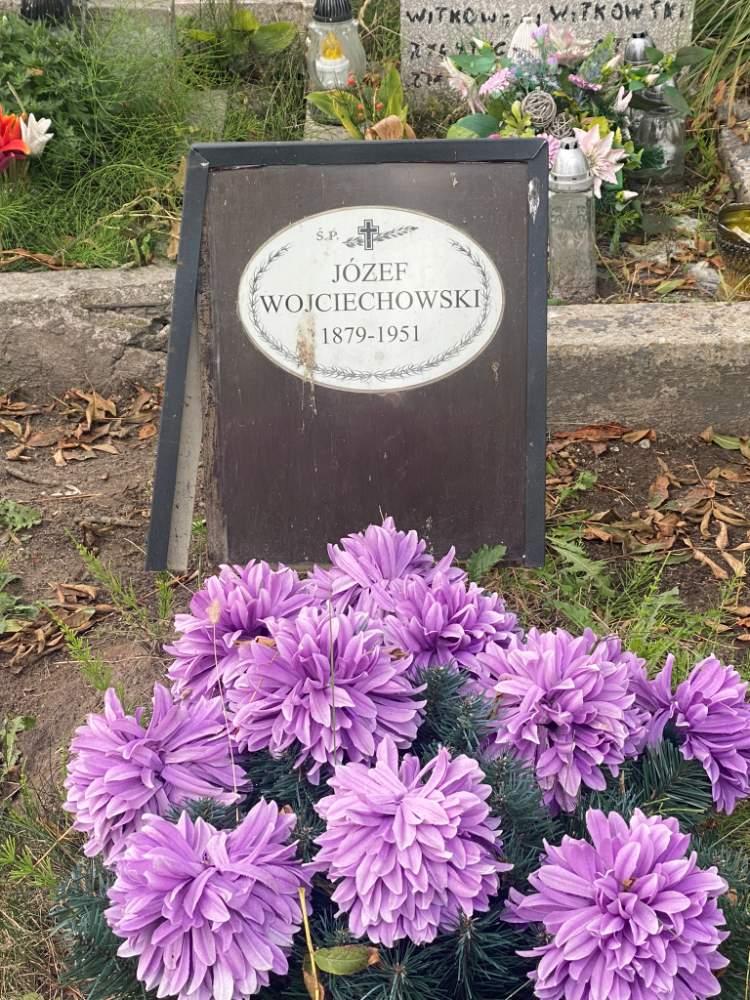 WITKOW WITKOWSKI
Ś.P.
JÓZEF
WOJCIECHOWSKI
1879-1951